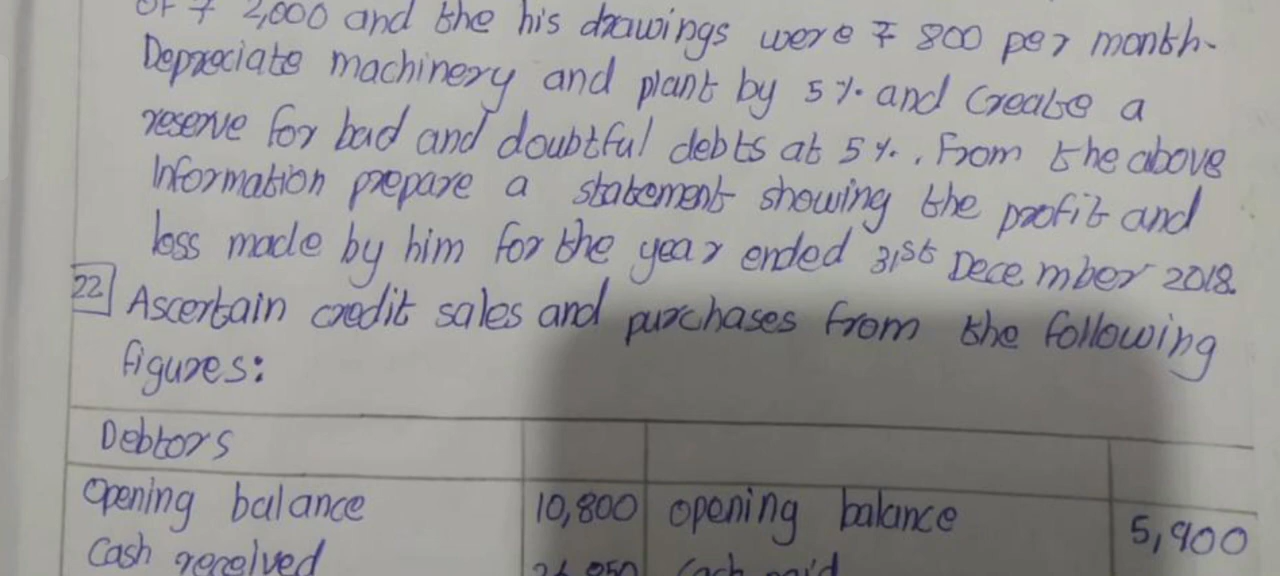 of ₹ 2,000 and the his drawings were ₹ 800 per month.
Depreciate machinery and plant by 5%. and Create a
reserve for bad and doubtful debts at 5%. . From the above
Information prepare a statement showing the profit and
loss made by him for the year ended 31st December 2018.
22 Ascertain credit sales and purchases from the following
figures:
Debtors
Opening balance 10,800 opening balance 5,900
Cash received Cash paid